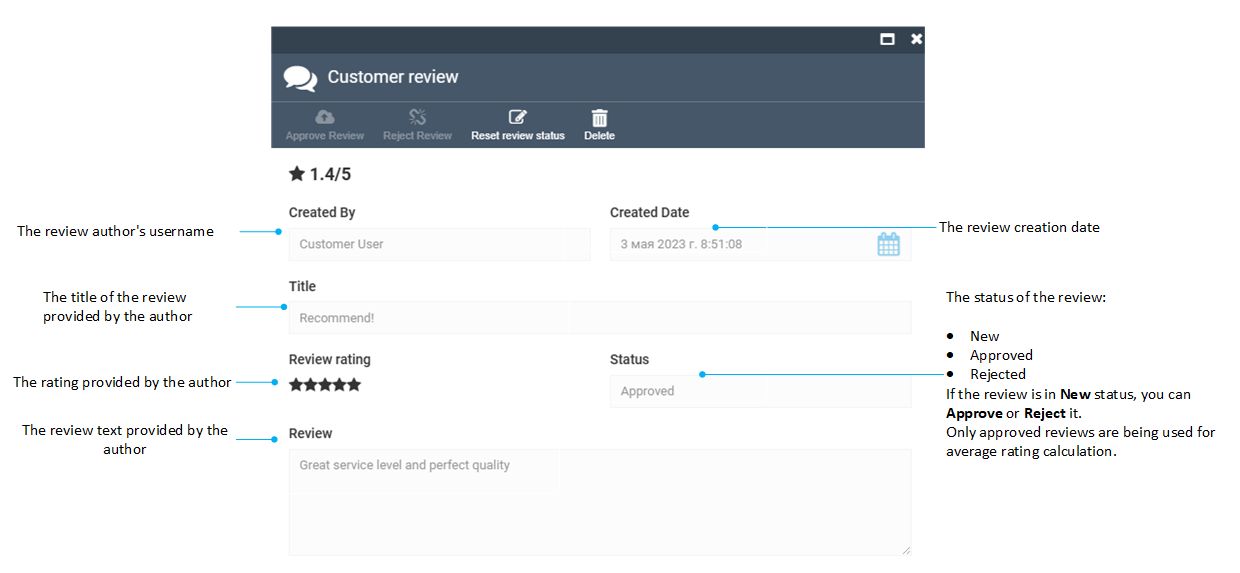 Customer review
Approve Review
Reject Review
Reset review status
Delete
1.4/5
Created By
Created Date
The review author's username
Customer User
3 мая 2023 г. 8:51:08
The review creation date
Title
The title of the review
provided by the author
Recommend!
The status of the review:
• New
• Approved
• Rejected
If the review is in New status, you can
Approve or Reject it.
Only approved reviews are being used for
average rating calculation.
Review rating
Status
The rating provided by the author
Approved
The review text provided by the
author
Review
Great service level and perfect quality